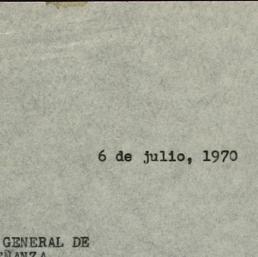 6 de julio, 1970
GENERAL DE